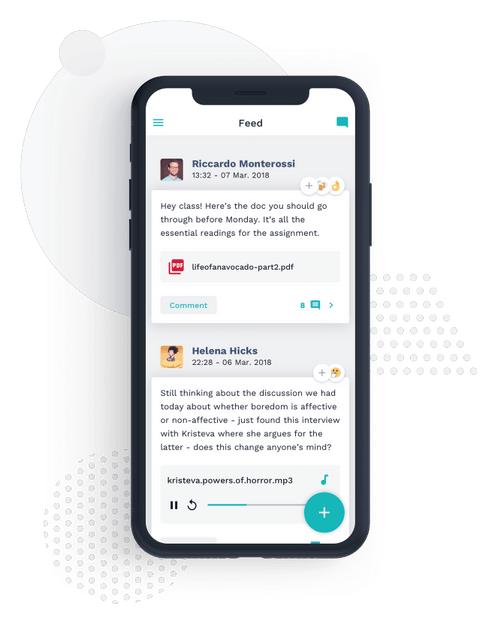 Feed
Riccardo Monterossi
13:32 - 07 Mar. 2018
Hey class! Here's the doc you should go
through before Monday. It's all the
essential readings for the assignment.
PDF
lifeofanavocado-part2.pdf
Comment
8
Helena Hicks
22:28 - 06 Mar. 2018
Still thinking about the discussion we had
today about whether boredom is affective
or non-affective - just found this interview
with Kristeva where she argues for the
latter - does this change anyone's mind?
kristeva.powers.of.horror.mp3